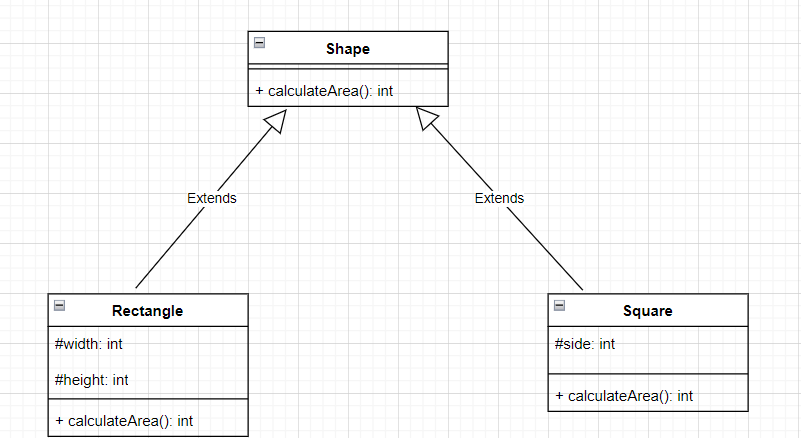 Shape
+ calculateArea(): int
Extends
Extends
Rectangle
#width: int
#height: int
+ calculateArea(): int
Square
#side: int
+ calculateArea(): int